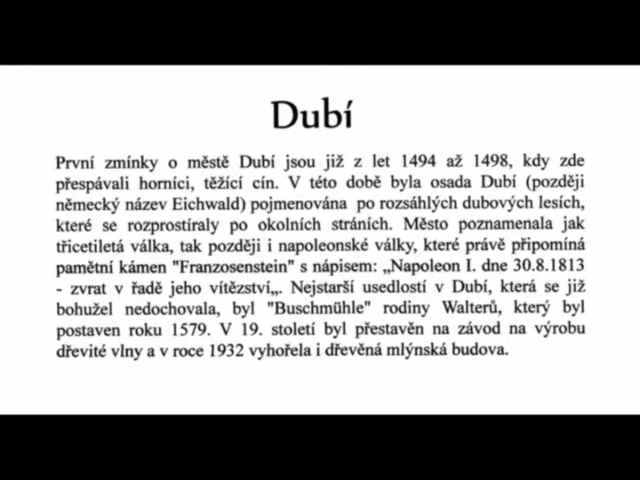 Dubí
První zmínky o městě Dubí jsou již z let 1494 až 1498, kdy zde
přespávali horníci, těžící cín. V této době byla osada Dubí (později
německý název Eichwald) pojmenována po rozsáhlých dubových lesích,
které se rozprostíraly po okolních stráních. Město poznamenala jak
třicetiletá válka, tak později i napoleonské války, které právě připomíná
pamětní kámen "Franzosenstein" s nápisem: „Napoleon I. dne 30.8.1813
- zvrat v řadě jeho vítězství„. Nejstarší usedlostí v Dubí, která se již
bohužel nedochovala, byl "Buschmühle" rodiny Walterů, který byl
postaven roku 1579. V 19. století byl přestavěn na závod na výrobu
dřevité vlny a v roce 1932 vyhořela i dřevěná mlýnská budova.